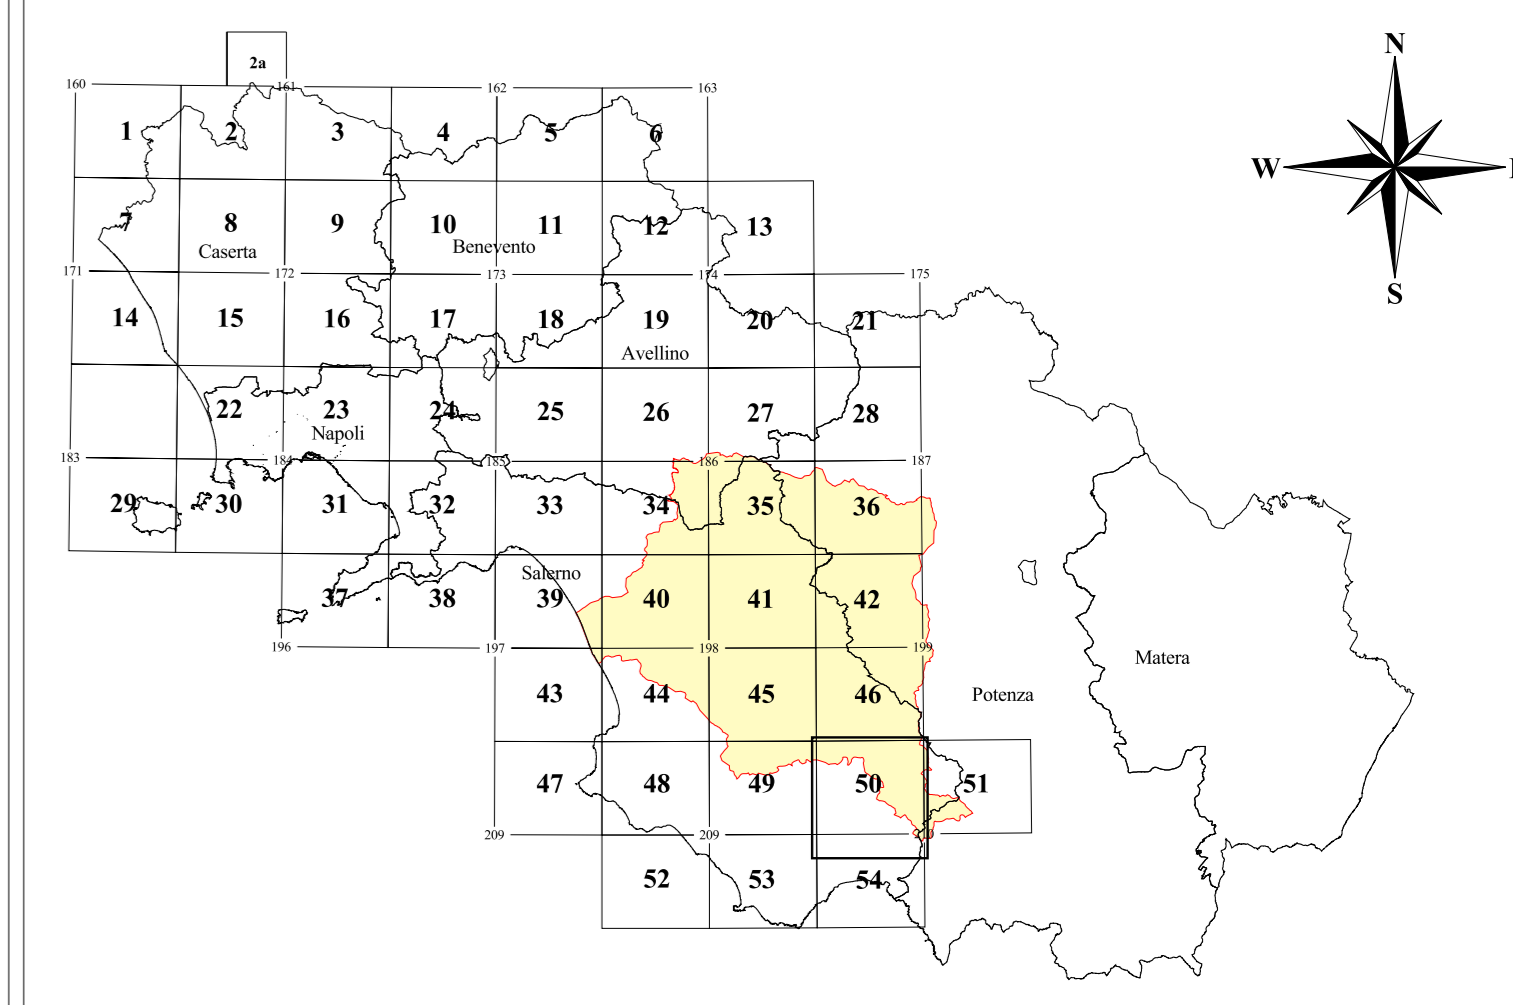 N
2a
160 161 162 163
1 2 3 4 5 6
W
7 8 9 10 11 12 13
Caserta Benevento
171 172 173 174 175
S
14 15 16 17 18 19 20 21
Avellino
22 23 24 25 26 27 28
Napoli
183 184 185 186 187
29 30 31 32 33 34 35 36
Salerno
37 38 39 40 41 42
196 197 198 199
Matera
43 44 45 46 Potenza
47 48 49 50 51
209 209
52 53 54